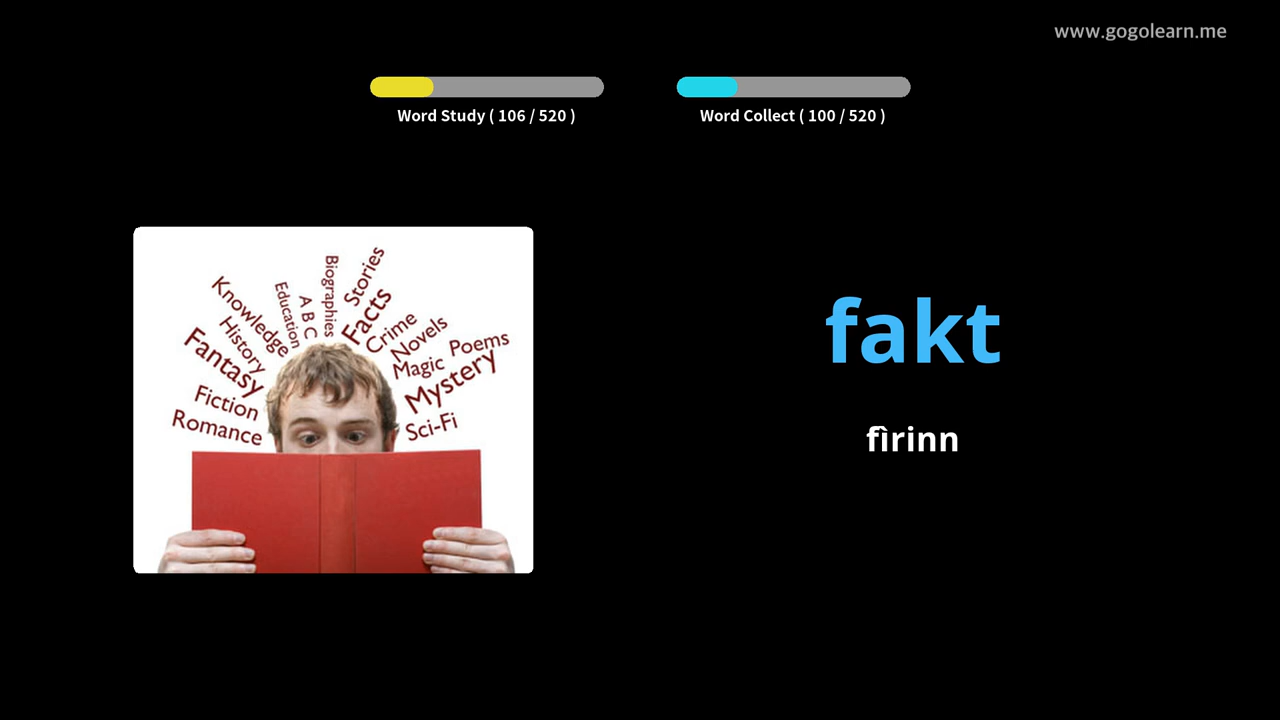 www.gogolearn.me
Word Study ( 106 / 520 )
Word Collect ( 100 / 520 )
Knowledge
Education
A B C
Biographies
Stories
Facts
History
Crime
Novels
Fantasy
Magic
Poems
Mystery
Fiction
Romance
Sci-Fi
fakt
fìrinn